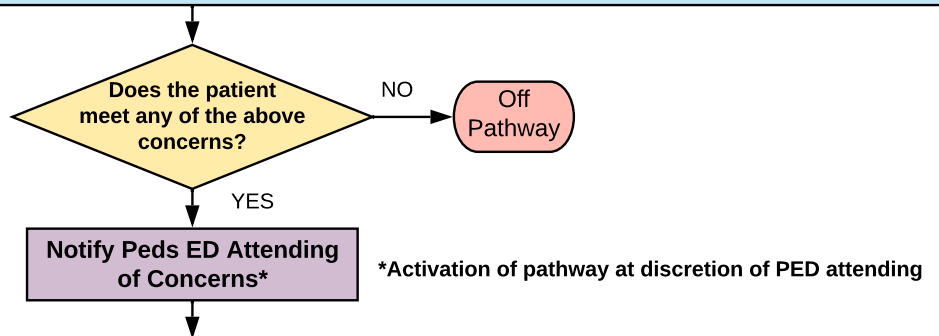 Does the patient
meet any of the above
concerns?
NO
Off
Pathway
YES
Notify Peds ED Attending
of Concerns*
*Activation of pathway at discretion of PED attending